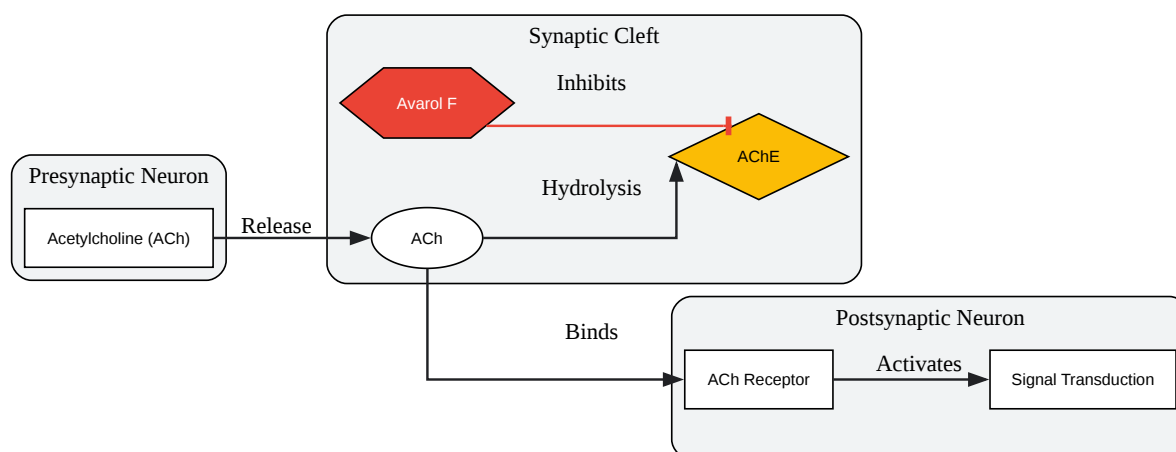 Synaptic Cleft
Inhibits
Avarol F
AChE
Presynaptic Neuron
Hydrolysis
Acetylcholine (ACh)
Release
ACh
Postsynaptic Neuron
Binds
ACh Receptor
Activates
Signal Transduction